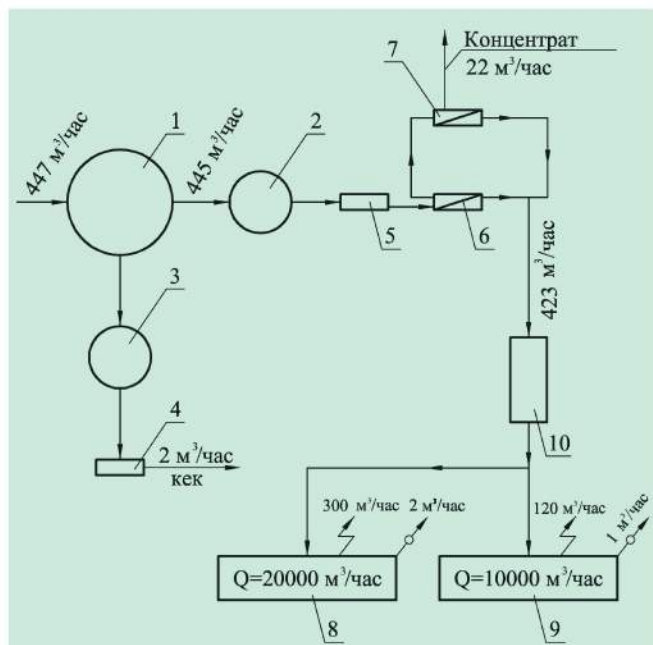 Концентрат
22 м³/час
7
447 м³/час
1
445 м³/час
2
5
6
423 м³/час
3
4
2 м³/час
кек
10
300 м³/час
2 м³/час
120 м³/час
1 м³/час
Q=20000 м³/час
Q=10000 м³/час
8
9